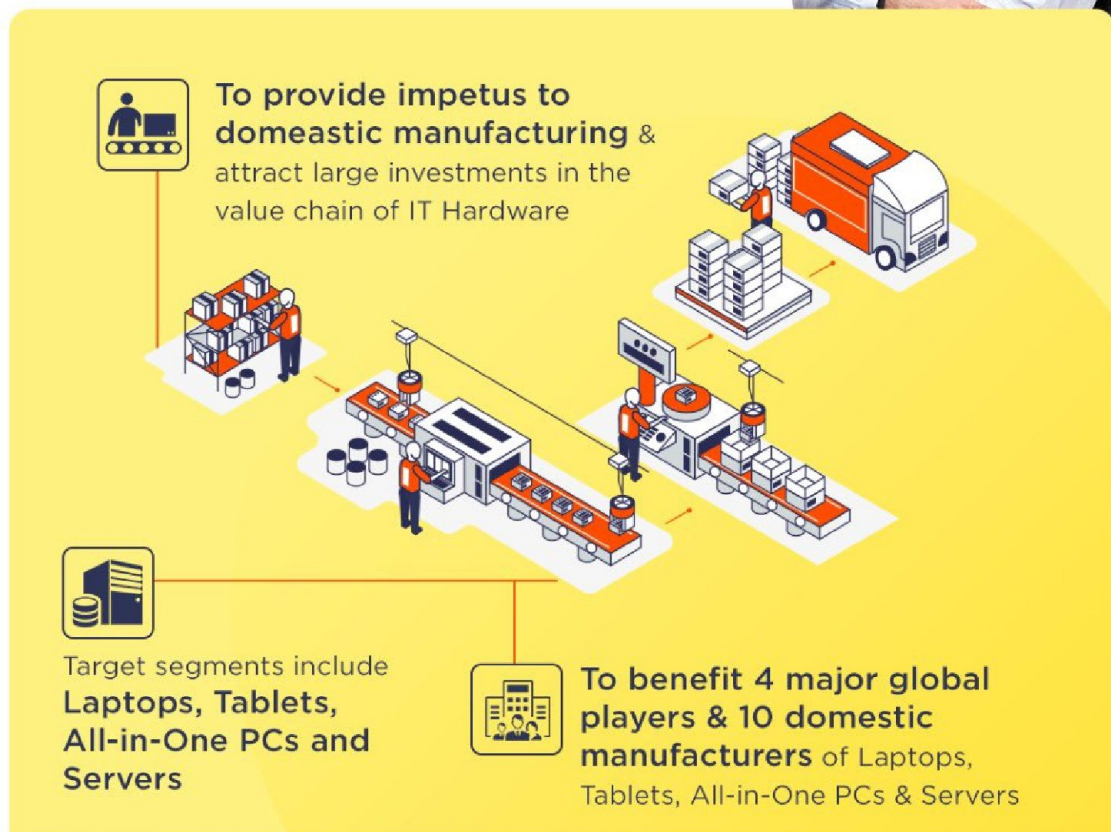 To provide impetus to
domeastic manufacturing &
attract large investments in the
value chain of IT Hardware
Target segments include
Laptops, Tablets,
All-in-One PCs and
Servers
To benefit 4 major global
players & 10 domestic
manufacturers of Laptops,
Tablets, All-in-One PCs & Servers